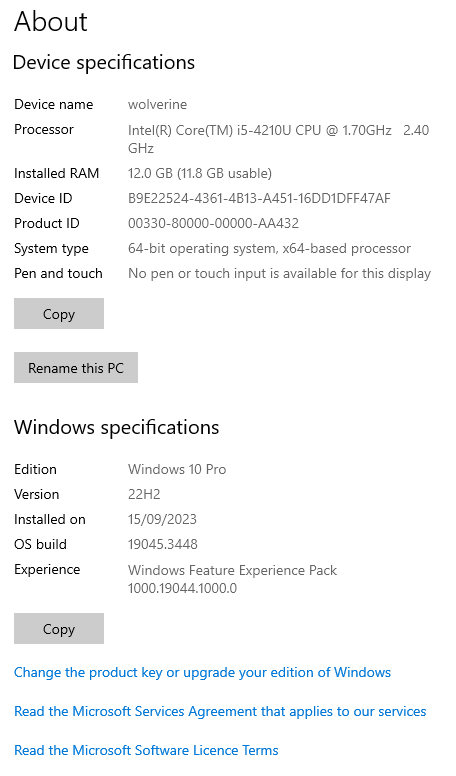 About
Device specifications
Device name wolverine
Processor Intel(R) Core(TM) i5-4210U CPU @ 1.70GHz 2.40
GHz
Installed RAM 12.0 GB (11.8 GB usable)
Device ID B9E22524-4361-4B13-A451-16DD1DFF47AF
Product ID 00330-80000-00000-AA432
System type 64-bit operating system, x64-based processor
Pen and touch No pen or touch input is available for this display
Copy
Rename this PC
Windows specifications
Edition Windows 10 Pro
Version 22H2
Installed on 15/09/2023
OS build 19045.3448
Experience Windows Feature Experience Pack
1000.19044.1000.0
Copy
Change the product key or upgrade your edition of Windows
Read the Microsoft Services Agreement that applies to our services
Read the Microsoft Software Licence Terms